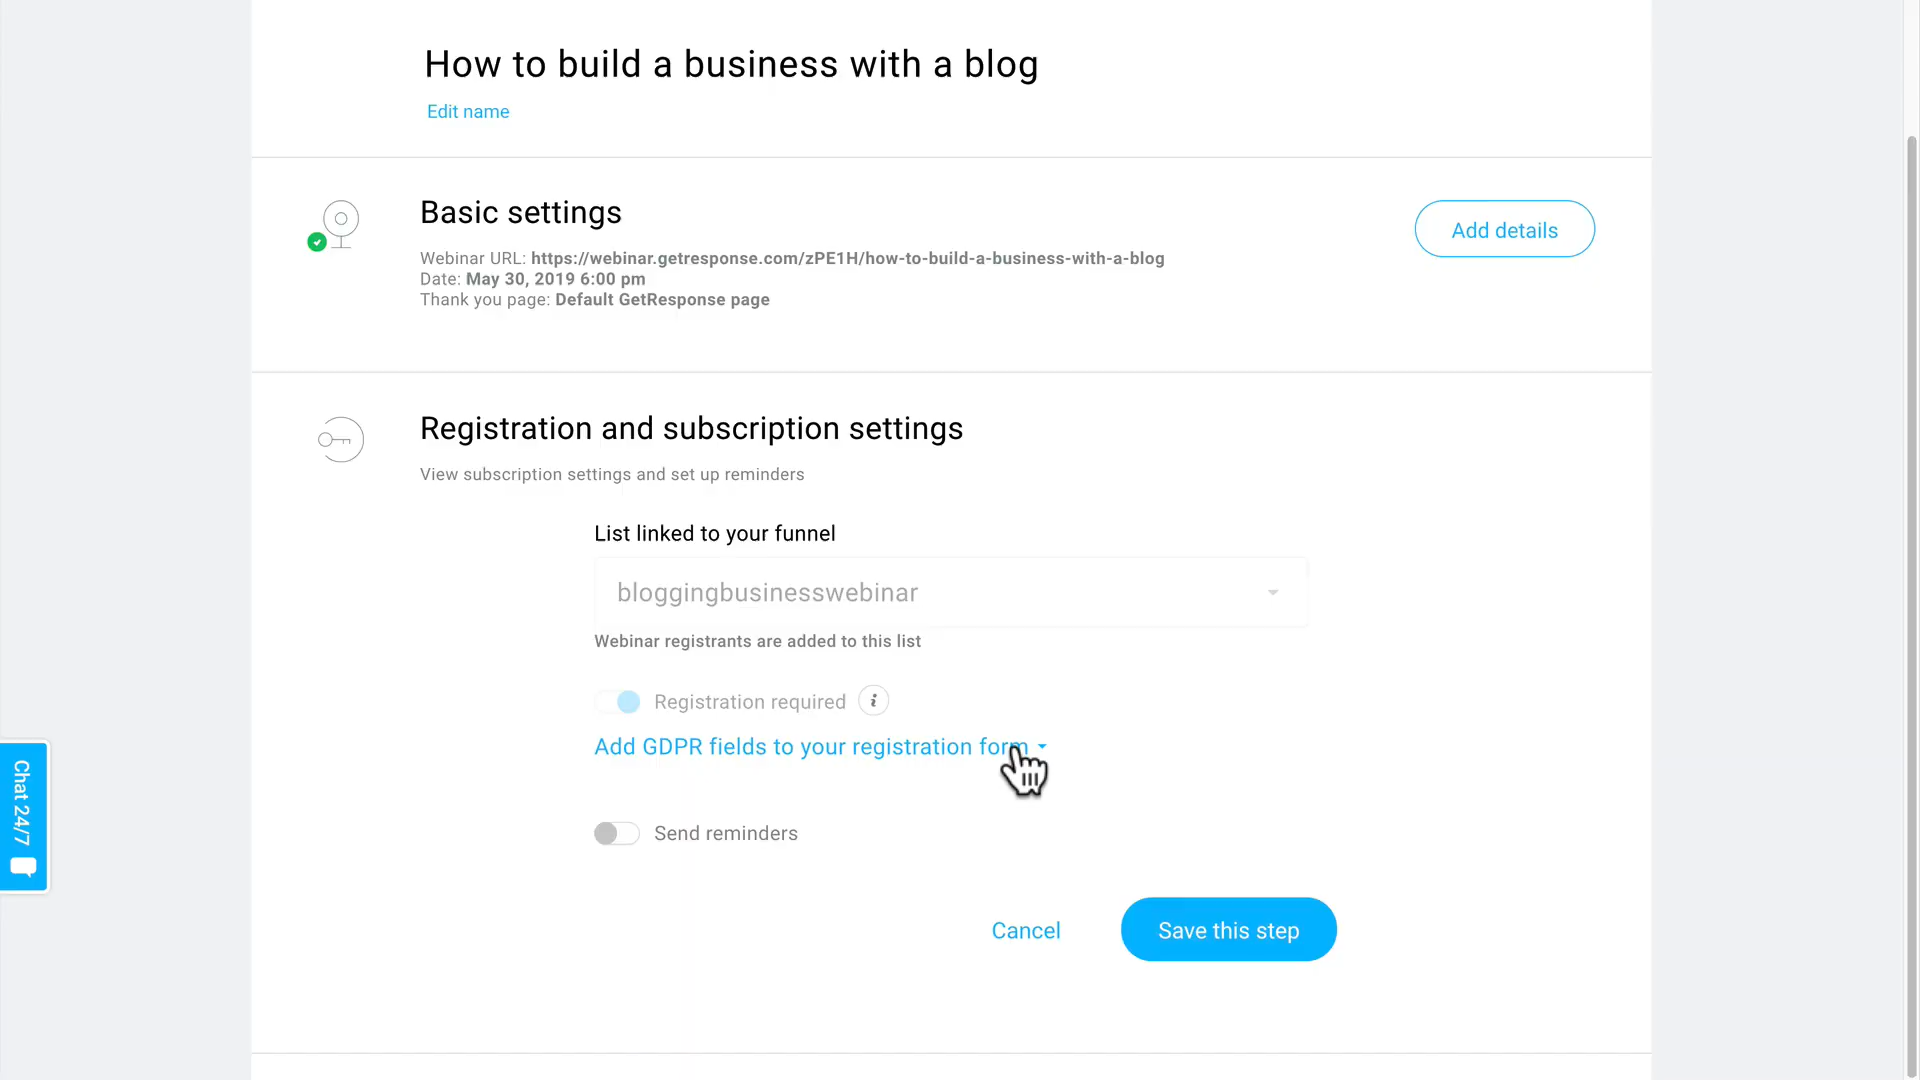 How to build a business with a blog
Edit name
Basic settings
Add details
Webinar URL: https://webinar.getresponse.com/zPE1H/how-to-build-a-business-with-a-blog
Date: May 30, 2019 6:00 pm
Thank you page: Default GetResponse page
Registration and subscription settings
View subscription settings and set up reminders
List linked to your funnel
bloggingbusinesswebinar
Webinar registrants are added to this list
Registration required i
Add GDPR fields to your registration form
Chat 24/7
Send reminders
Cancel
Save this step